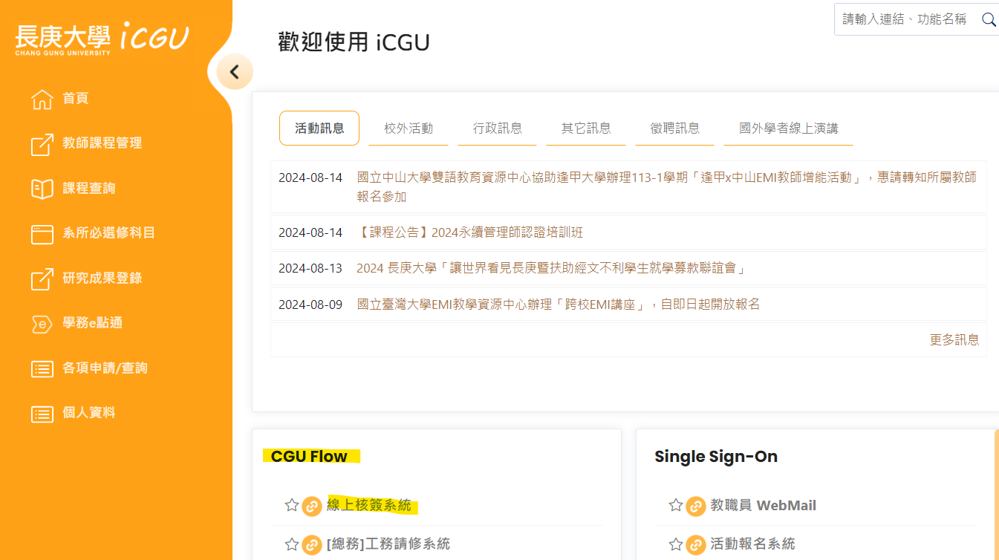 長庚大學 iCGU
CHANG GUNG UNIVERSITY
首頁
教師課程管理
課程查詢
系所必選修科目
研究成果登錄
學務e點通
各項申請/查詢
個人資料
請輸入連結、功能名稱
歡迎使用 iCGU
活動訊息 校外活動 行政訊息 其它訊息 徵聘訊息 國外學者線上演講
2024-08-14 國立中山大學雙語教育資源中心協助逢甲大學辦理113-1學期「逢甲x中山EMI教師增能活動」，惠請轉知所屬教師
報名參加
2024-08-14 【課程公告】2024永續管理師認證培訓班
2024-08-13 2024 長庚大學「讓世界看見長庚暨扶助經文不利學生就學募款聯誼會」
2024-08-09 國立臺灣大學EMI教學資源中心辦理「跨校EMI講座」，自即日起開放報名
更多訊息
CGU Flow
線上核簽系統
[總務]工務請修系統
Single Sign-On
教職員 WebMail
活動報名系統